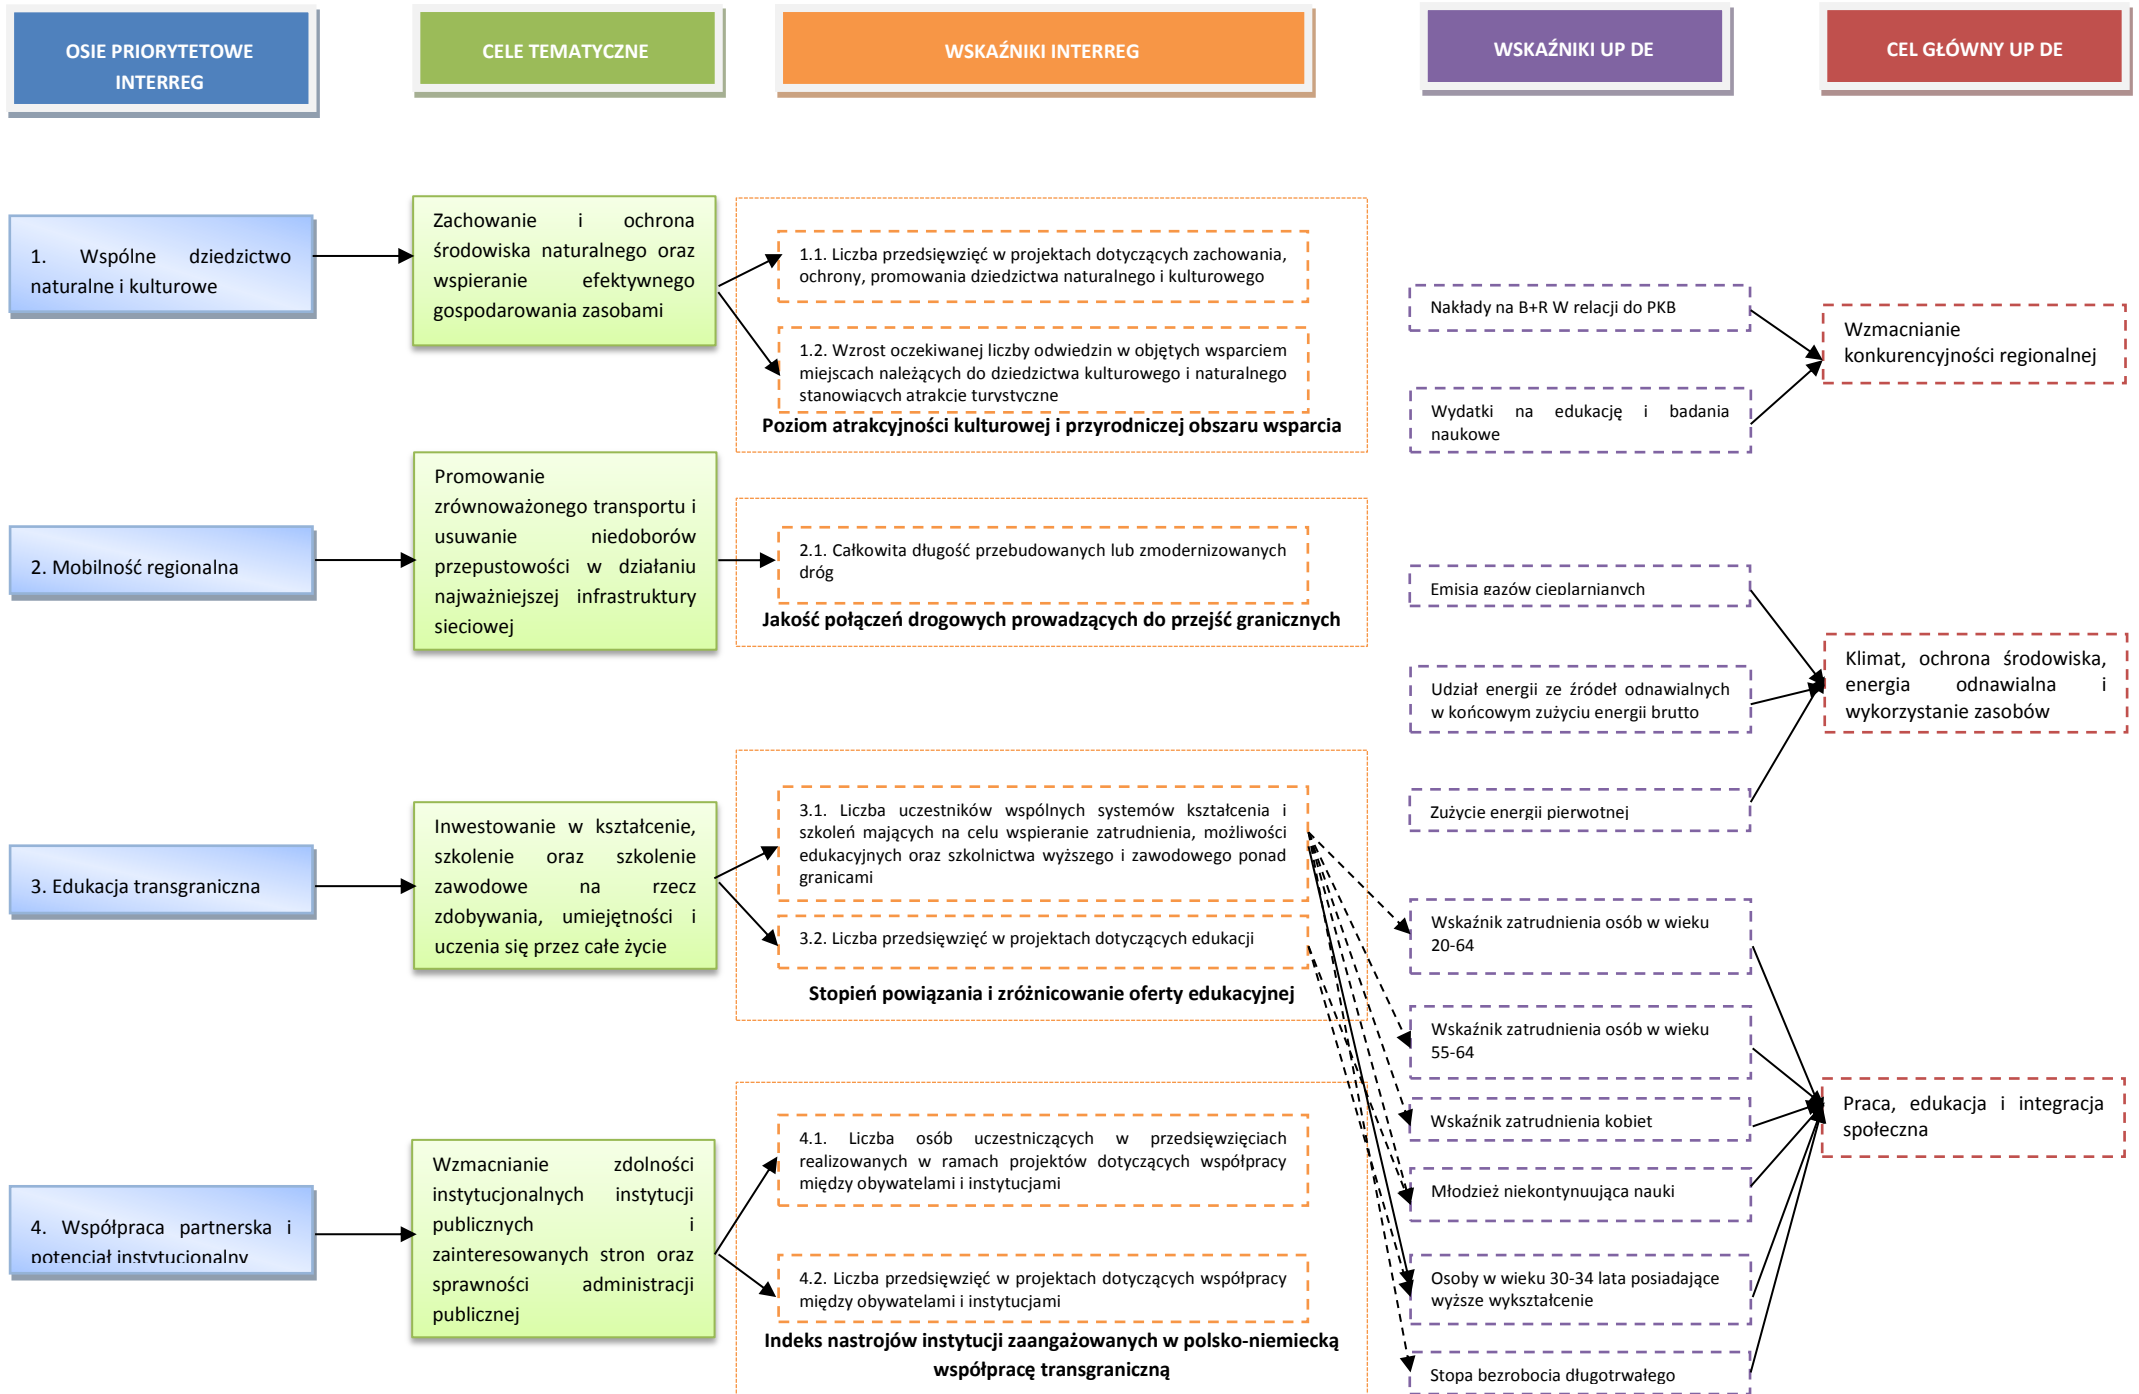 OSIE PRIORYTETOWE
INTERREG
CELE TEMATYCZNE
WSKAŹNIKI INTERREG
WSKAŹNIKI UP DE
CEL GŁÓWNY UP DE
1. Wspólne dziedzictwo
naturalne i kulturowe
Zachowanie i ochrona
środowiska naturalnego oraz
wspieranie efektywnego
gospodarowania zasobami
1.1. Liczba przedsięwzięć w projektach dotyczących zachowania,
ochrony, promowania dziedzictwa naturalnego i kulturowego
1.2. Wzrost oczekiwanej liczby odwiedzin w objętych wsparciem
miejscach należących do dziedzictwa kulturowego i naturalnego
stanowiących atrakcje turystyczne
Poziom atrakcyjności kulturowej i przyrodniczej obszaru wsparcia
Nakłady na B+R W relacji do PKB
Wydatki na edukację i badania
naukowe
Wzmacnianie
konkurencyjności regionalnej
2. Mobilność regionalna
Promowanie
zrównoważonego transportu i
usuwanie niedoborów
przepustowości w działaniu
najważniejszej infrastruktury
sieciowej
2.1. Całkowita długość przebudowanych lub zmodernizowanych
dróg
Jakość połączeń drogowych prowadzących do przejść granicznych
Emisja gazów cieplarnianych
Udział energii ze źródeł odnawialnych
w końcowym zużyciu energii brutto
Zużycie energii pierwotnej
Klimat, ochrona środowiska,
energia odnawialna i
wykorzystanie zasobów
3. Edukacja transgraniczna
Inwestowanie w kształcenie,
szkolenie oraz szkolenie
zawodowe na rzecz
zdobywania, umiejętności i
uczenia się przez całe życie
3.1. Liczba uczestników wspólnych systemów kształcenia i
szkoleń mających na celu wspieranie zatrudnienia, możliwości
edukacyjnych oraz szkolnictwa wyższego i zawodowego ponad
granicami
3.2. Liczba przedsięwzięć w projektach dotyczących edukacji
Stopień powiązania i zróżnicowanie oferty edukacyjnej
Wskaźnik zatrudnienia osób w wieku
20-64
Wskaźnik zatrudnienia osób w wieku
55-64
Wskaźnik zatrudnienia kobiet
Młodzież niekontynuująca nauki
Osoby w wieku 30-34 lata posiadające
wyższe wykształcenie
Stopa bezrobocia długotrwałego
Praca, edukacja i integracja
społeczna
4. Współpraca partnerska i
potencjał instytucjonalny
Wzmacnianie zdolności
instytucjonalnych instytucji
publicznych i
zainteresowanych stron oraz
sprawności administracji
publicznej
4.1. Liczba osób uczestniczących w przedsięwzięciach
realizowanych w ramach projektów dotyczących współpracy
między obywatelami i instytucjami
4.2. Liczba przedsięwzięć w projektach dotyczących współpracy
między obywatelami i instytucjami
Indeks nastrojów instytucji zaangażowanych w polsko-niemiecką
współpracę transgraniczną